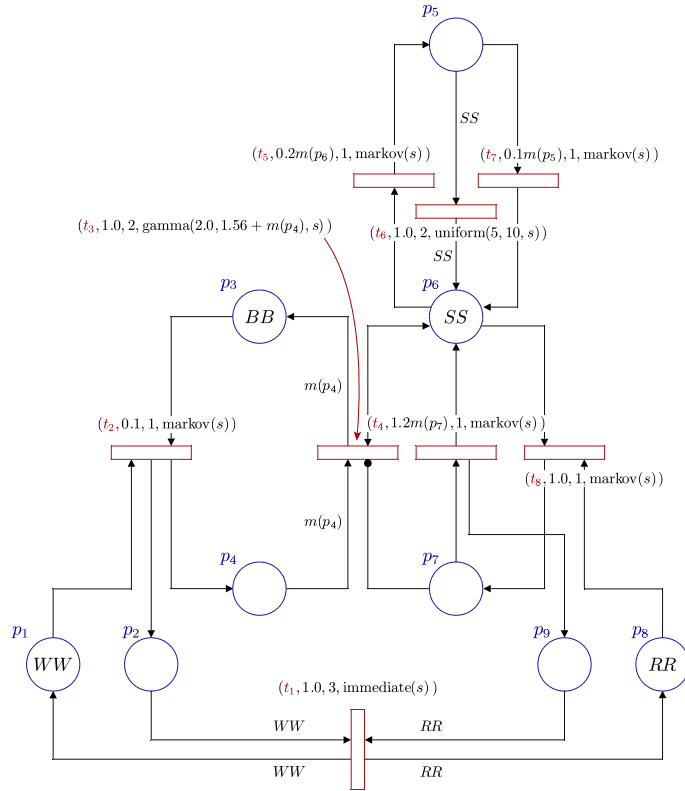 p5
SS
(t5, 0.2m(p6), 1, markov(s))
(t7, 0.1m(p5), 1, markov(s))
(t3, 1.0, 2, gamma(2.0, 1.56 + m(p4), s))
(t6, 1.0, 2, uniform(5, 10, s))
SS
p3
p6
BB
SS
m(p4)
(t2, 0.1, 1, markov(s))
(t4, 1.2m(p7), 1, markov(s))
(t8, 1.0, 1, markov(s))
m(p4)
p4
p7
p1
p2
p9
p8
WW
RR
(t1, 1.0, 3, immediate(s))
WW
RR
WW
RR